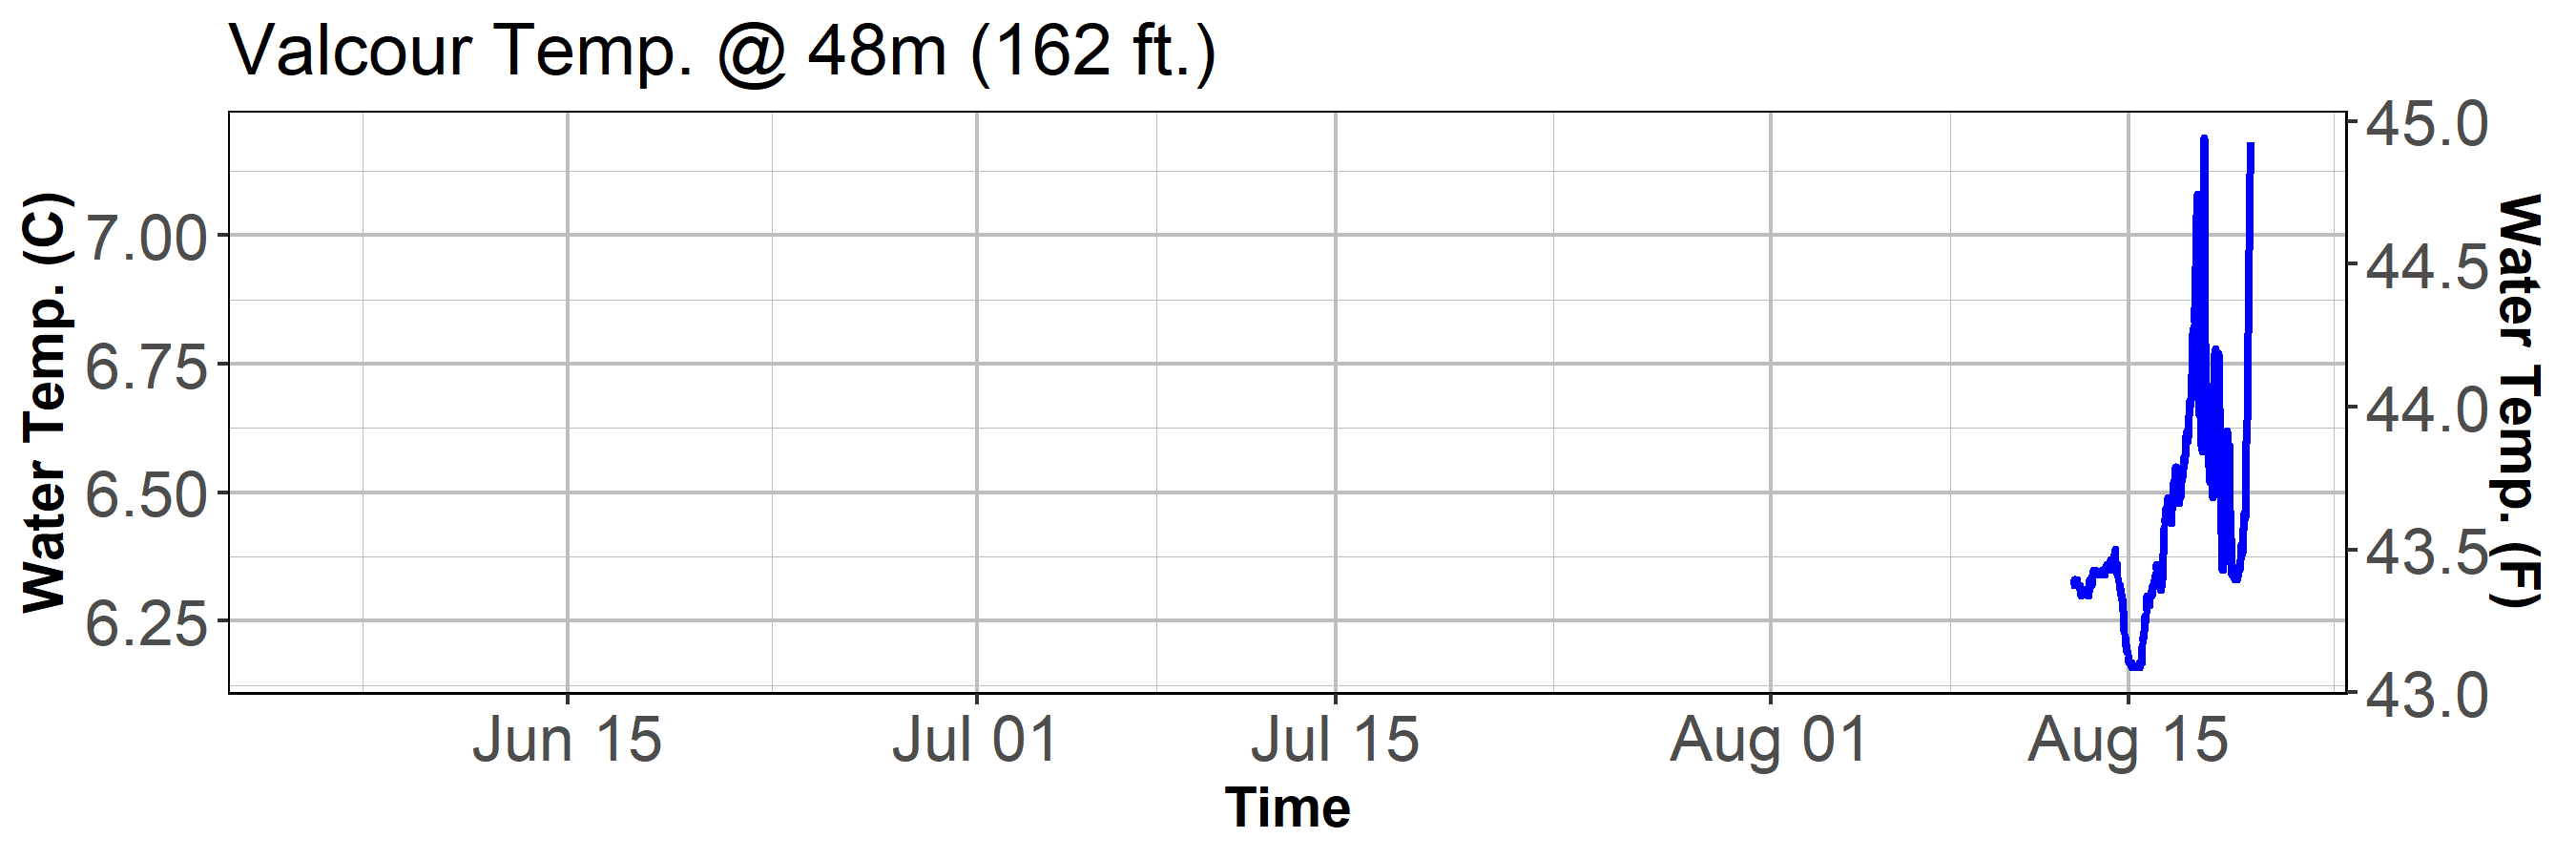 Valcour Temp. @ 48m (162 ft.)
Water Temp. (C)
7.00
6.75
6.50
6.25
45.0
44.5
44.0
43.5
43.0
Water Temp. (F)
Jun 15 Jul 01 Jul 15 Aug 01 Aug 15
Time